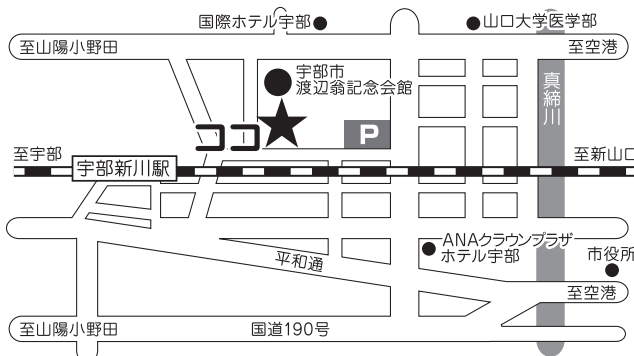 国際ホテル宇部
山口大学医学部
至山陽小野田
至空港
宇部市
渡辺翁記念会館
真締川
ココ
P
至宇部
宇部新川駅
至新山口
ANAクラウンプラザ
ホテル宇部
市役所
平和通
至空港
至山陽小野田
国道190号